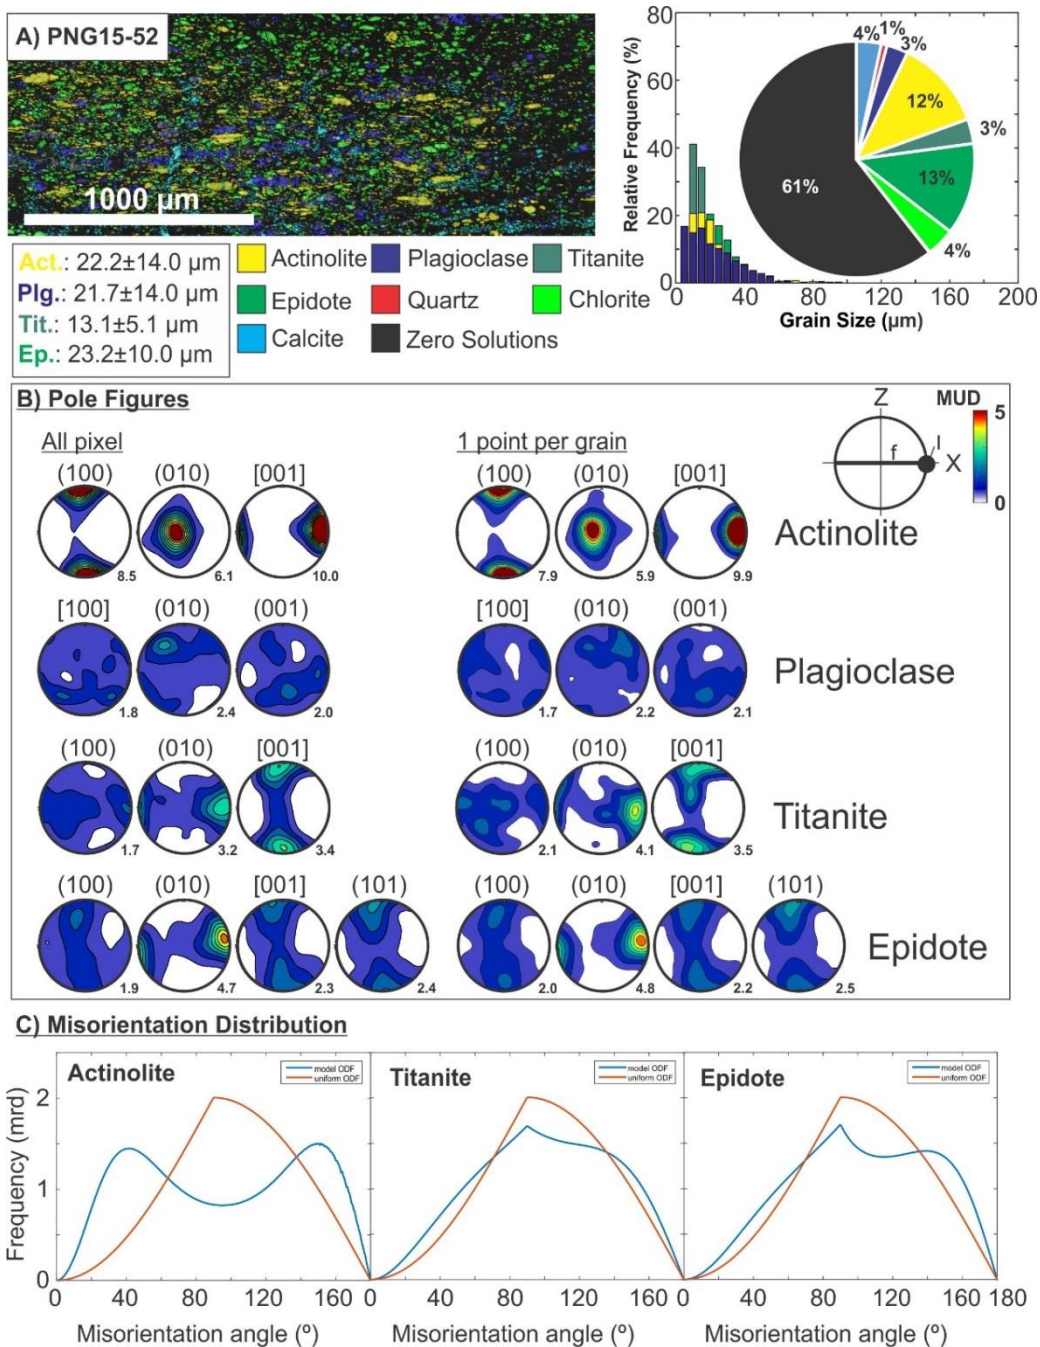 A) PNG15-52
1000 µm
Act.: 22.2±14.0 µm
Plg.: 21.7±14.0 µm
Tit.: 13.1±5.1 µm
Ep.: 23.2±10.0 µm
Actinolite
Plagioclase
Titanite
Epidote
Quartz
Chlorite
Calcite
Zero Solutions
Relative Frequency (%)
80
60
40
20
0
0 40 80 120 160 200
Grain Size (µm)
4%
1%
3%
12%
3%
13%
4%
61%
B) Pole Figures
All pixel
1 point per grain
Z
f
l
X
MUD
5
0
(100) (010) [001]
8.5 6.1 10.0
(100) (010) [001]
7.9 5.9 9.9
Actinolite
[100] (010) (001)
1.8 2.4 2.0
[100] (010) (001)
1.7 2.2 2.1
Plagioclase
(100) (010) [001]
1.7 3.2 3.4
(100) (010) [001]
2.1 4.1 3.5
Titanite
(100) (010) [001] (101)
1.9 4.7 2.3 2.4
(100) (010) [001] (101)
2.0 4.8 2.2 2.5
Epidote
C) Misorientation Distribution
Frequency (mrd)
2
1
0
Actinolite
model ODF
uniform ODF
0 40 80 120 160
Misorientation angle (º)
Titanite
model ODF
uniform ODF
0 40 80 120 160
Misorientation angle (º)
Epidote
model ODF
uniform ODF
0 40 80 120 180
Misorientation angle (º)